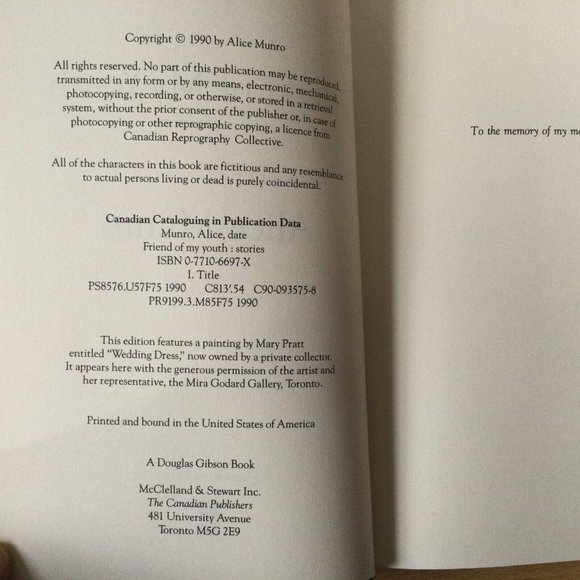 Copyright © 1990 by Alice Munro
All rights reserved. No part of this publication may be reproduced,
transmitted in any form or by any means, electronic, mechanical,
photocopying, recording, or otherwise, or stored in a retrieval
system, without the prior consent of the publisher or, in case of
photocopying or other reprographic copying, a licence from
Canadian Reprography Collective.
All of the characters in this book are fictitious and any resemblance
to actual persons living or dead is purely coincidental.
Canadian Cataloguing in Publication Data
Munro, Alice, date
Friend of my youth : stories
ISBN 0-7710-6697-X
I. Title
PS8576.U57F75 1990 C813'.54 C90-093575-8
PR9199.3.M85F75 1990
This edition features a painting by Mary Pratt
entitled “Wedding Dress,” now owned by a private collector.
It appears here with the generous permission of the artist and
her representative, the Mira Godard Gallery, Toronto.
Printed and bound in the United States of America
A Douglas Gibson Book
McClelland & Stewart Inc.
The Canadian Publishers
481 University Avenue
Toronto M5G 2E9
To the memory of my